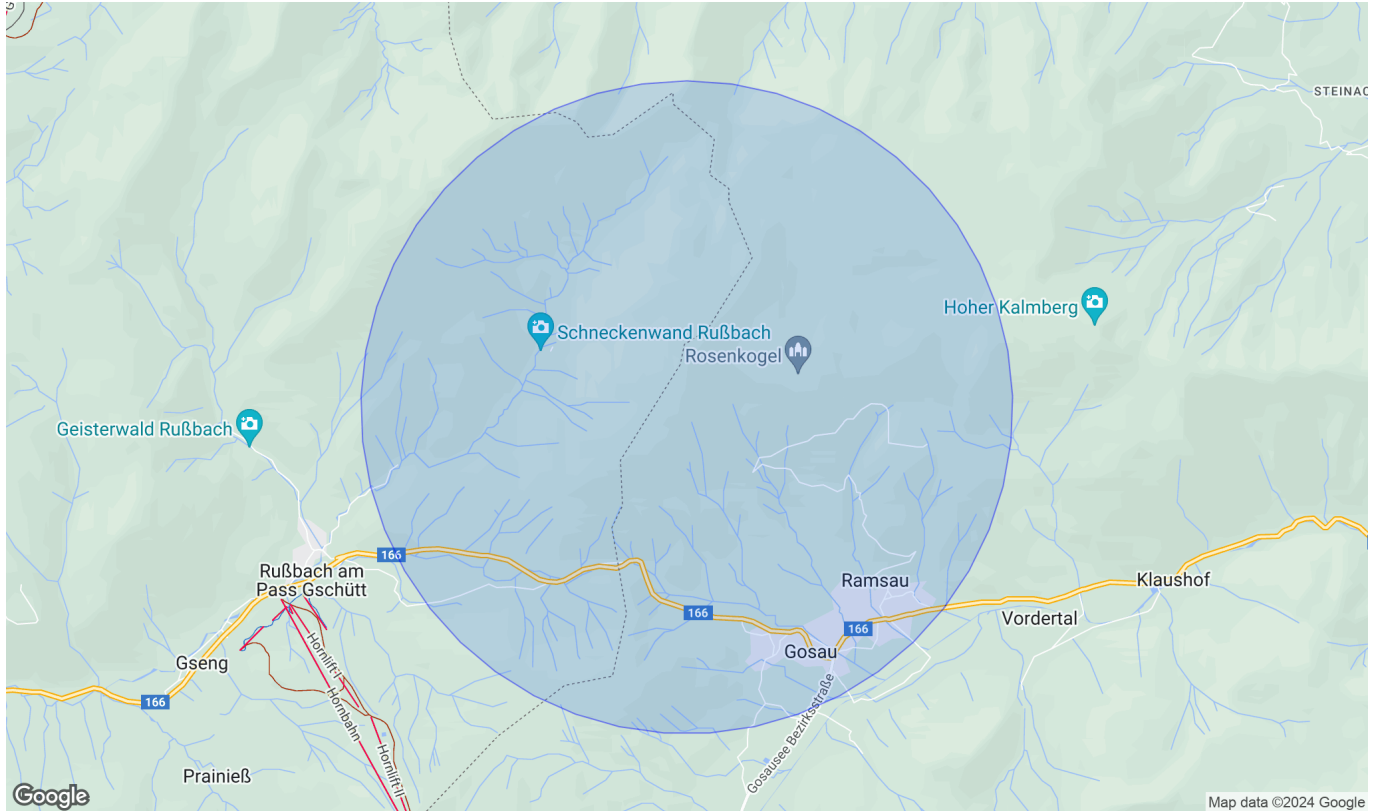 G
STEINAC
Hoher Kalmberg
Schneckenwand Rußbach
Rosenkogel
Geisterwald Rußbach
166
Rußbach am
Pass Gschütt
Ramsau
Klaushof
166
Vordertal
166
Gosau
Hornlift-I
Gseng
166
Hornbahn
Gosausee Bezirksstraße
Hornlift-II
Prainieß
Google
Map data ©2024 Google